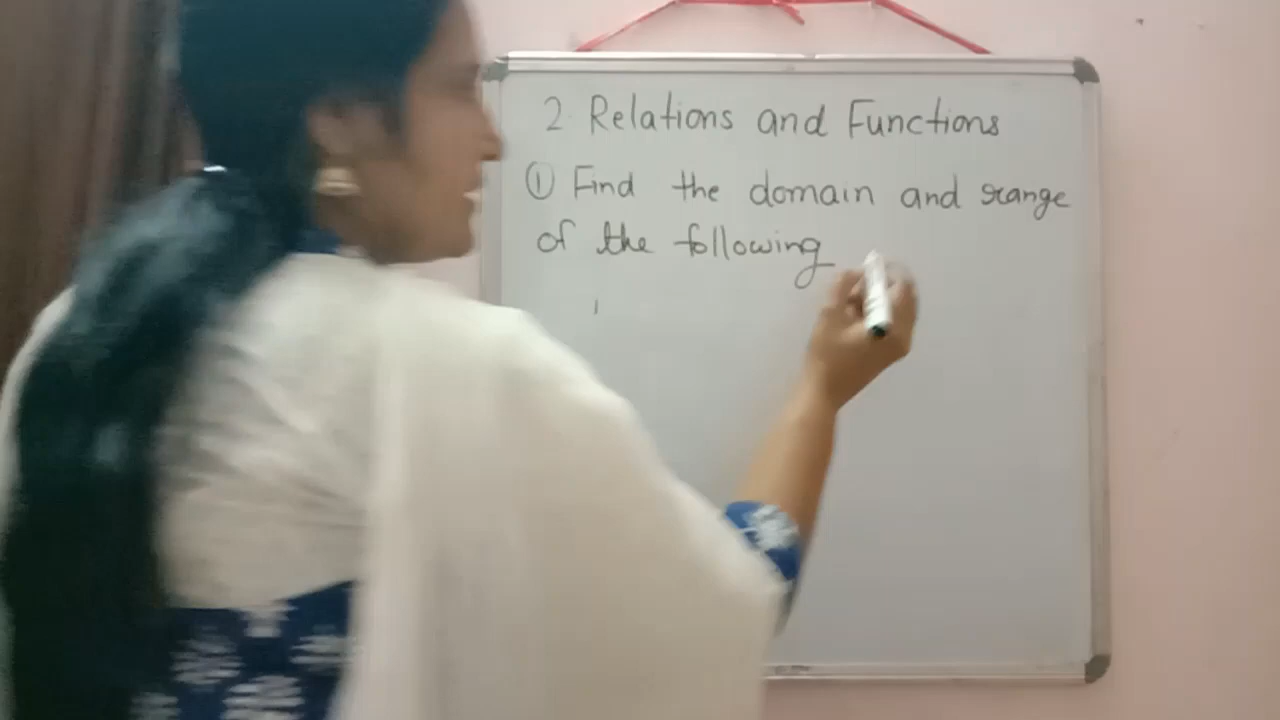 2 Relations and Functions
① Find the domain and range
of the following